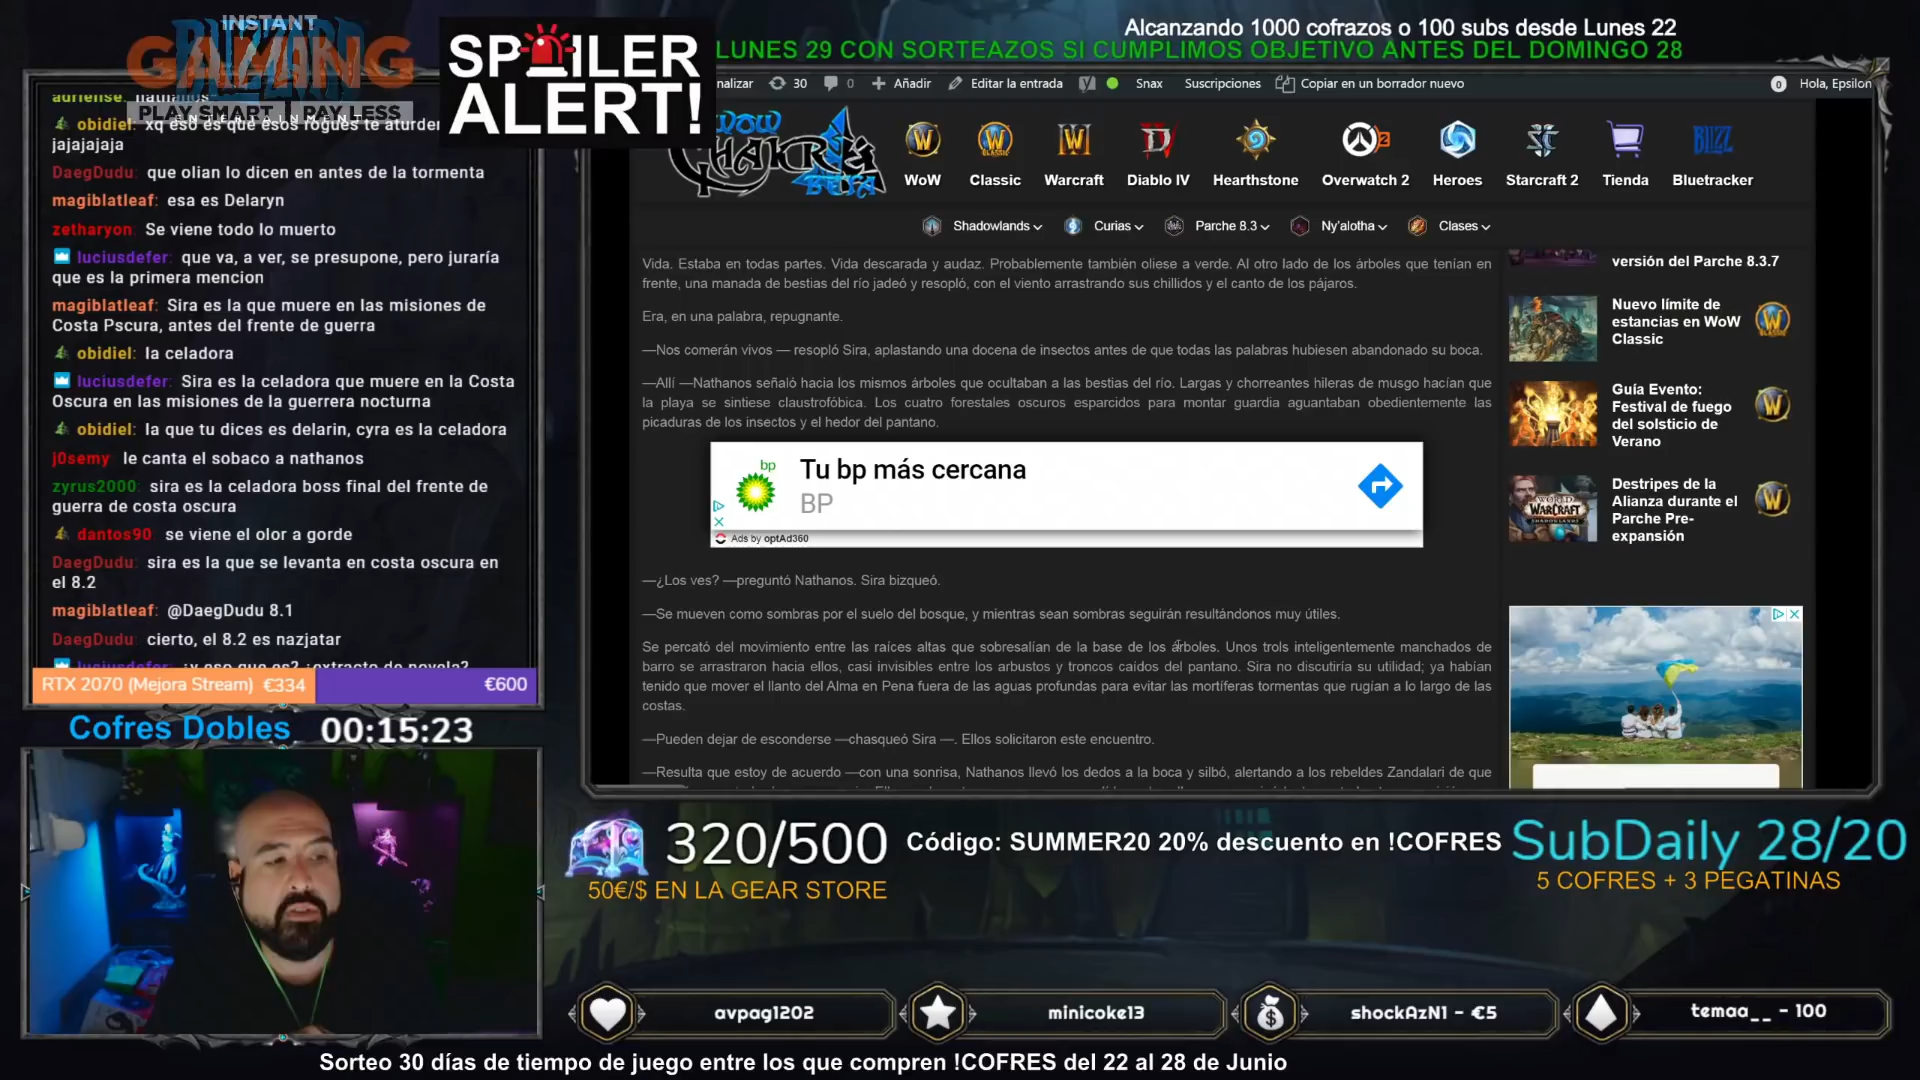 INSTANT
GAMING
PLAY SMART | PAY LESS
SPOILER
ALERT!
Alcanzando 1000 cofrazos o 100 subs desde Lunes 22
LUNES 29 CON SORTEAZOS SI CUMPLIMOS OBJETIVO ANTES DEL DOMINGO 28
nalizar 30 0 Añadir Editar la entrada Snax Suscripciones Copiar en un borrador nuevo 0 Hola, Epsilon
adriense: nathanos
obidiel: xq eso es que esos rogues te aturden
jajajajaja
DaegDudu: que olian lo dicen en antes de la tormenta
magiblatleaf: esa es Delaryn
zetharyon: Se viene todo lo muerto
luciusdefer: que va, a ver, se presupone, pero juraría
que es la primera mencion
magiblatleaf: Sira es la que muere en las misiones de
Costa Pscura, antes del frente de guerra
obidiel: la celadora
luciusdefer: Sira es la celadora que muere en la Costa
Oscura en las misiones de la guerrera nocturna
obidiel: la que tu dices es delarin, cyra es la celadora
j0semy: le canta el sobaco a nathanos
zyrus2000: sira es la celadora boss final del frente de
guerra de costa oscura
dantos90: se viene el olor a gorde
DaegDudu: sira es la que se levanta en costa oscura en
el 8.2
magiblatleaf: @DaegDudu 8.1
DaegDudu: cierto, el 8.2 es nazjatar
luciusdefer: ¿y eso que es? ¿extracto de novela?
RTX 2070 (Mejora Stream) €334 €600
Cofres Dobles 00:15:23
WOW
CHAKRA
BETA
WoW Classic Warcraft Diablo IV Hearthstone Overwatch 2 Heroes Starcraft 2 Tienda Bluetracker
Shadowlands Curias Parche 8.3 Ny'alotha Clases
Vida. Estaba en todas partes. Vida descarada y audaz. Probablemente también oliese a verde. Al otro lado de los árboles que tenían en
frente, una manada de bestias del río jadeó y resopló, con el viento arrastrando sus chillidos y el canto de los pájaros.
Era, en una palabra, repugnante.
—Nos comerán vivos — resopló Sira, aplastando una docena de insectos antes de que todas las palabras hubiesen abandonado su boca.
—Allí —Nathanos señaló hacia los mismos árboles que ocultaban a las bestias del río. Largas y chorreantes hileras de musgo hacían que
la playa se sintiese claustrofóbica. Los cuatro forestales oscuros esparcidos para montar guardia aguantaban obedientemente las
picaduras de los insectos y el hedor del pantano.
bp
Tu bp más cercana
BP
Ads by optAd360
—¿Los ves? —preguntó Nathanos. Sira bizqueó.
—Se mueven como sombras por el suelo del bosque, y mientras sean sombras seguirán resultándonos muy útiles.
Se percató del movimiento entre las raíces altas que sobresalían de la base de los árboles. Unos trols inteligentemente manchados de
barro se arrastraron hacia ellos, casi invisibles entre los arbustos y troncos caídos del pantano. Sira no discutiría su utilidad; ya habían
tenido que mover el llanto del Alma en Pena fuera de las aguas profundas para evitar las mortíferas tormentas que rugían a lo largo de las
costas.
—Pueden dejar de esconderse —chasqueó Sira —. Ellos solicitaron este encuentro.
—Resulta que estoy de acuerdo —con una sonrisa, Nathanos llevó los dedos a la boca y silbó, alertando a los rebeldes Zandalari de que
versión del Parche 8.3.7
Nuevo límite de
estancias en WoW
Classic
Guía Evento:
Festival de fuego
del solsticio de
Verano
Destripes de la
Alianza durante el
Parche Pre-
expansión
320/500
50€/$ EN LA GEAR STORE
Código: SUMMER20 20% descuento en !COFRES
SubDaily 28/20
5 COFRES + 3 PEGATINAS
avpag1202 minicoke13 shockAzN1 - €5 temaa__ - 100
Sorteo 30 días de tiempo de juego entre los que compren !COFRES del 22 al 28 de Junio